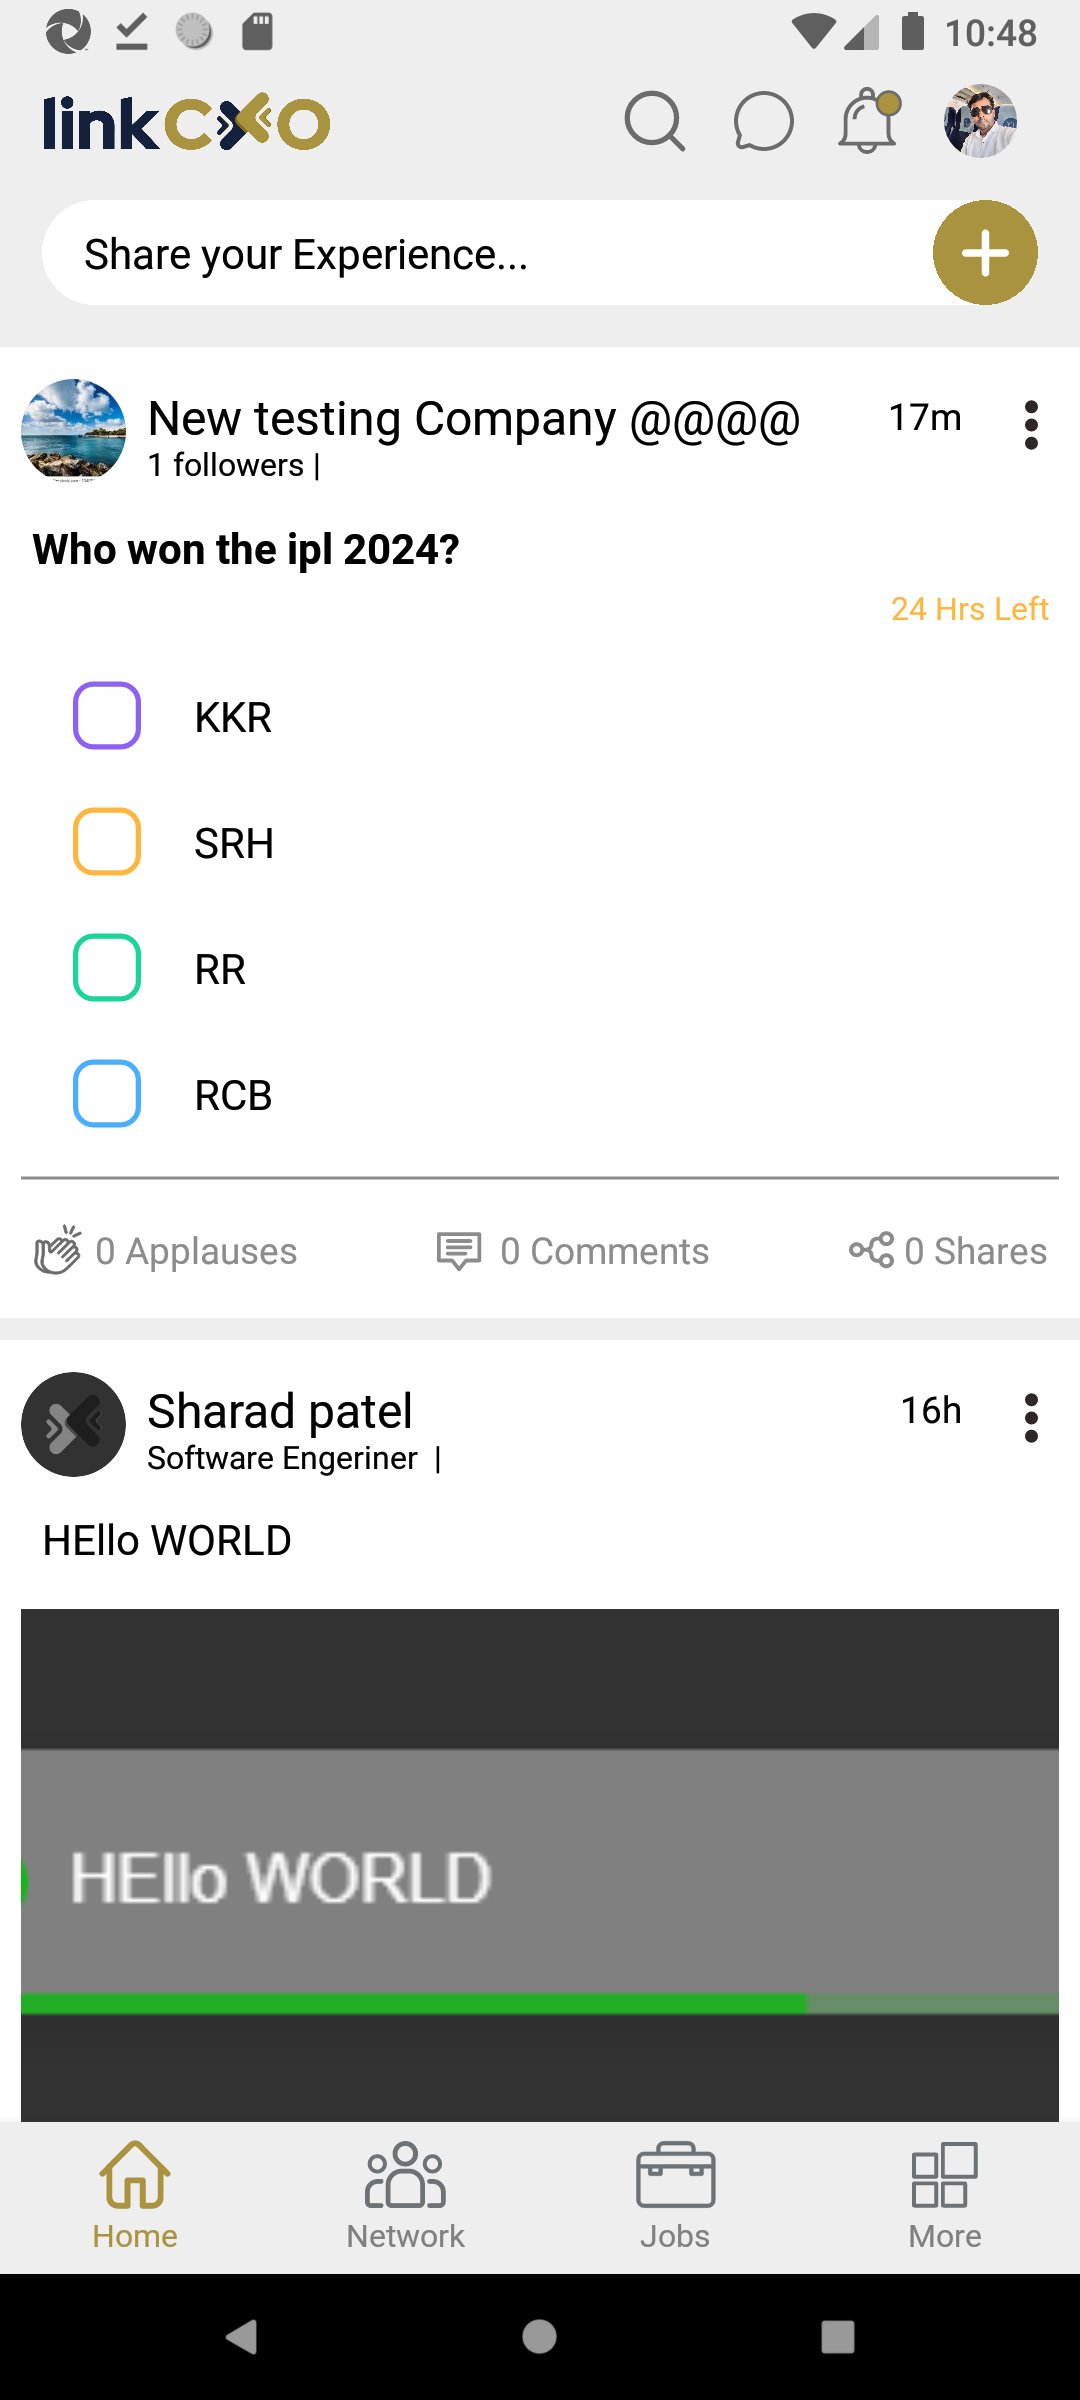 10:48
linkCXO
Share your Experience...
New testing Company @@@@
17m
1 followers |
Who won the ipl 2024?
24 Hrs Left
KKR
SRH
RR
RCB
0 Applauses
0 Comments
0 Shares
Sharad patel
16h
Software Engeriner |
HEllo WORLD
HEllo WORLD
Home
Network
Jobs
More